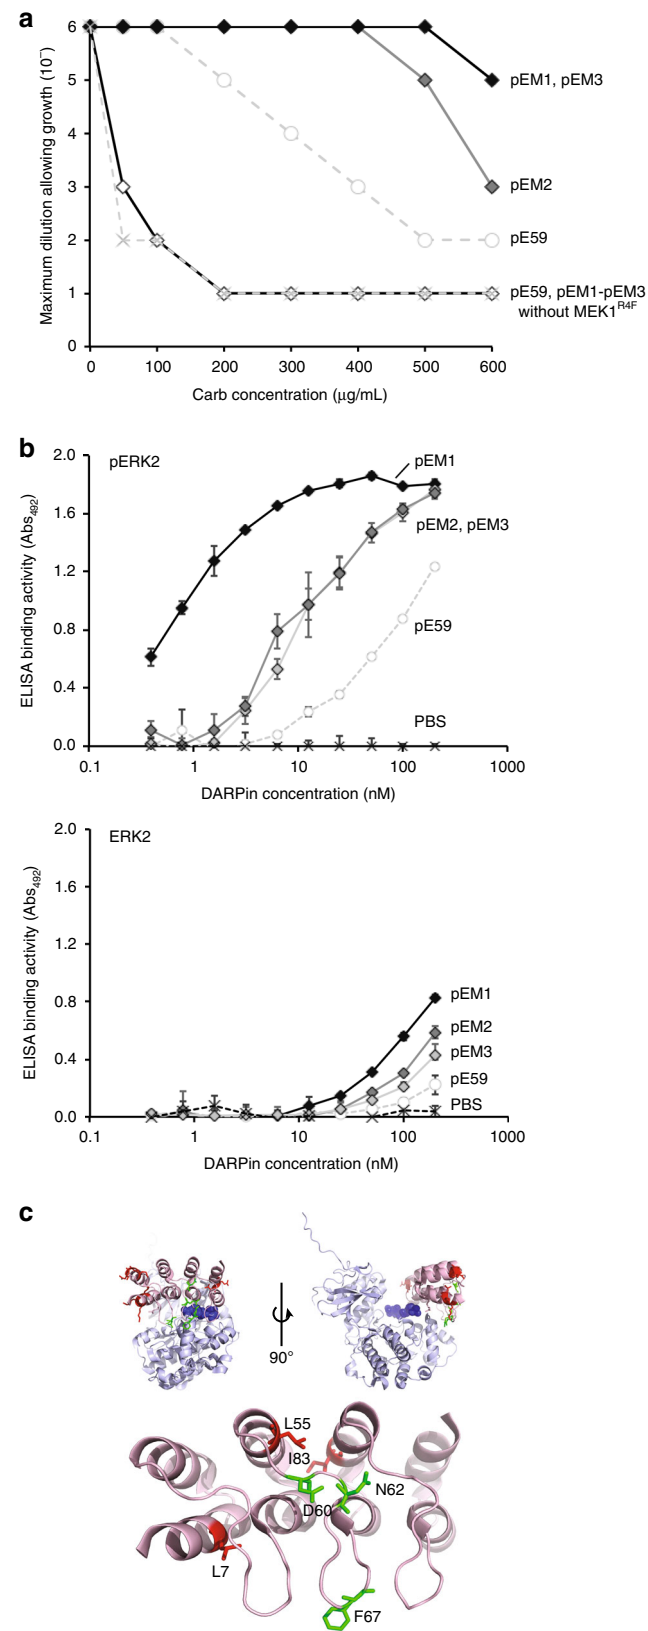 a
Maximum dilution allowing growth (10⁻)
6
5
4
3
2
1
0
0 100 200 300 400 500 600
Carb concentration (μg/mL)
pEM1, pEM3
pEM2
pE59
pE59, pEM1-pEM3
without MEK1ᴿ⁴ᶠ
b
ELISA binding activity (Abs₄₉₂)
2.0
1.6
1.2
0.8
0.4
0.0
pERK2
pEM1
pEM2, pEM3
pE59
PBS
0.1 1 10 100 1000
DARPin concentration (nM)
ELISA binding activity (Abs₄₉₂)
2.0
1.6
1.2
0.8
0.4
0.0
ERK2
pEM1
pEM2
pEM3
pE59
PBS
0.1 1 10 100 1000
DARPin concentration (nM)
c
90°
L55
I83
N62
D60
L7
F67